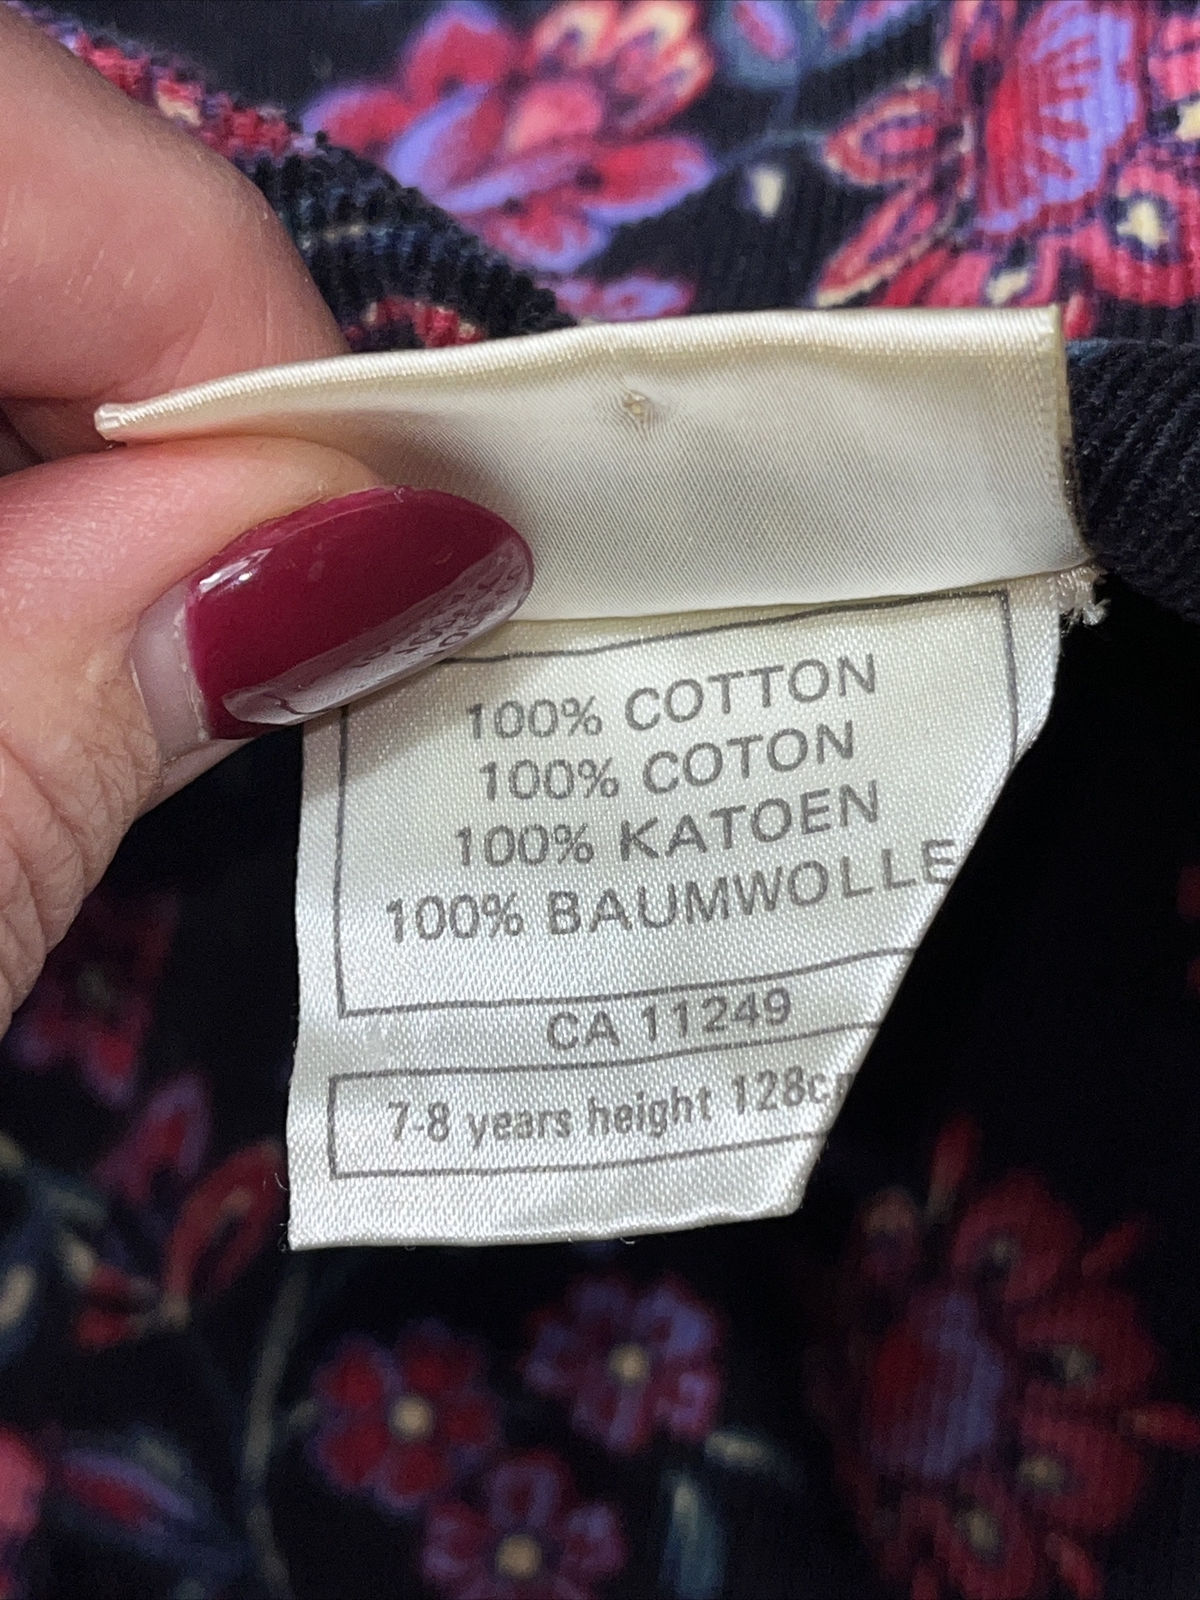 100% COTTON
100% COTON
100% KATOEN
100% BAUMWOLLE
CA 11249
7-8 years height 128c